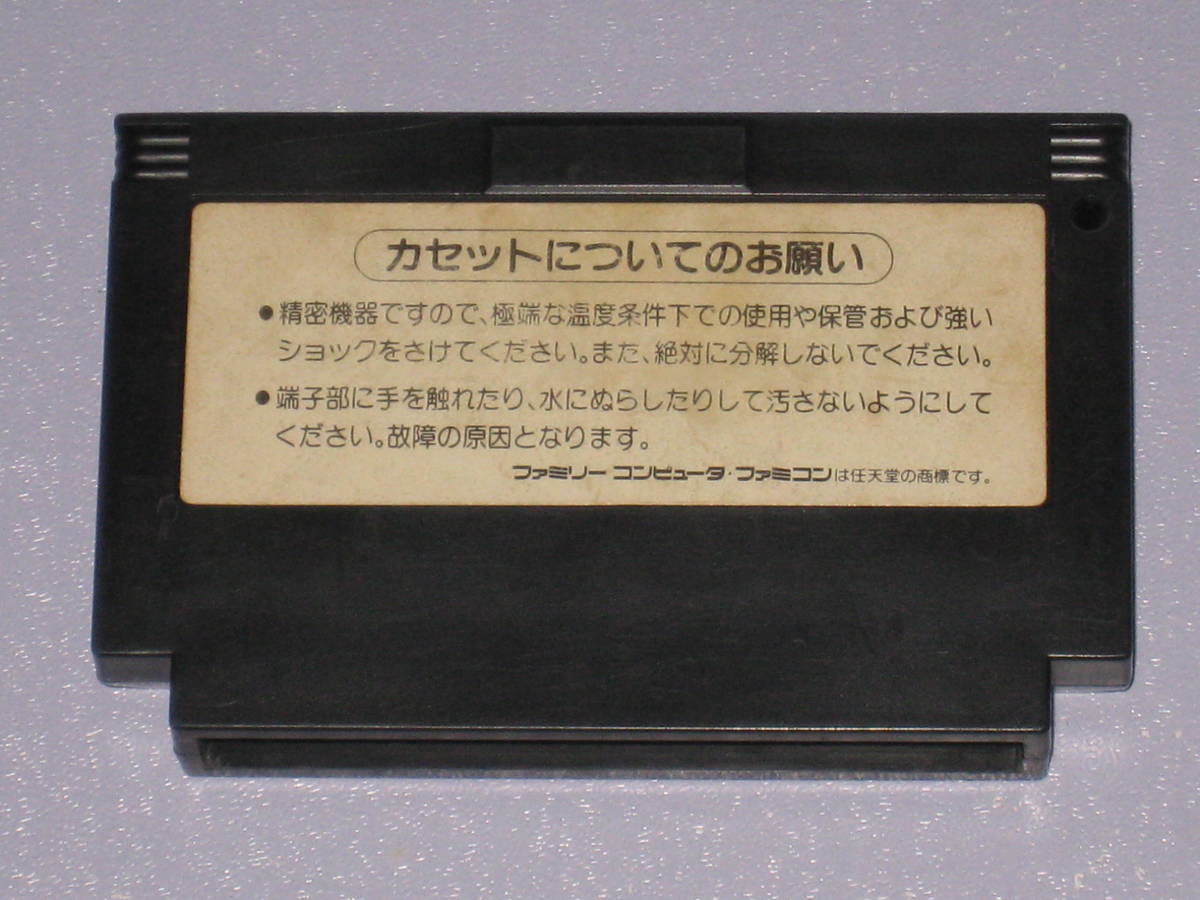 カセットについてのお願い
●精密機器ですので、極端な温度条件下での使用や保管および強い
ショックをさけてください。また、絶対に分解しないでください。
●端子部に手を触れたり、水にぬらしたりして汚さないようにして
ください。故障の原因となります。
ファミリーコンピュータ・ファミコンは任天堂の商標です。